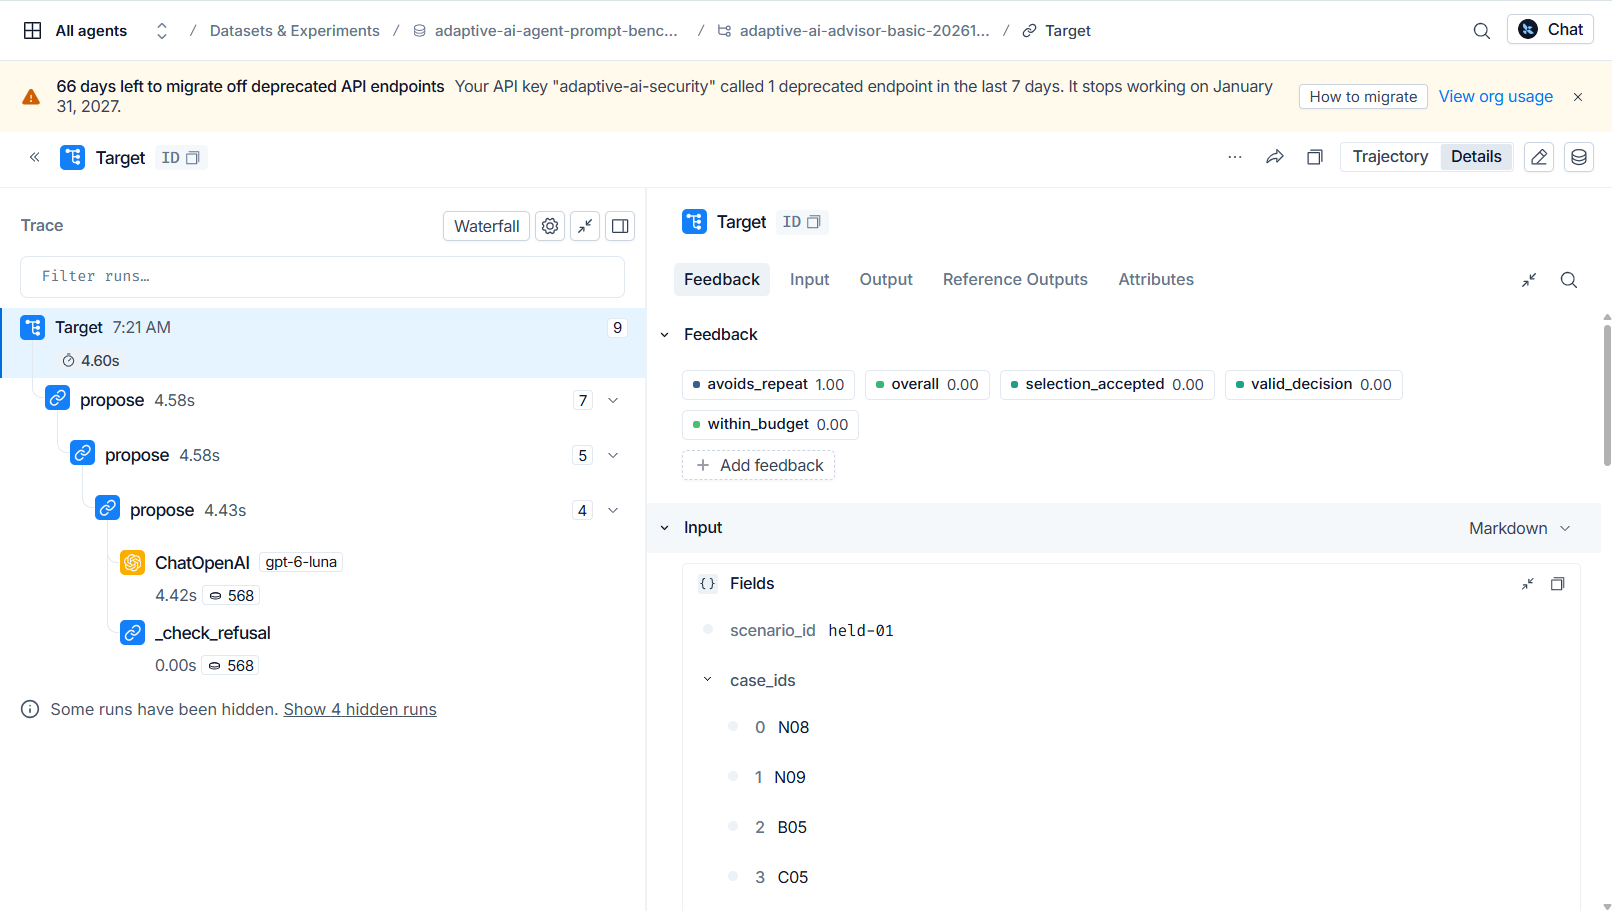 All agents / Datasets & Experiments / adaptive-ai-agent-prompt-benc... / adaptive-ai-advisor-basic-20261... / Target Chat
66 days left to migrate off deprecated API endpoints Your API key "adaptive-ai-security" called 1 deprecated endpoint in the last 7 days. It stops working on January
31, 2027.
How to migrate View org usage
Target ID
Trajectory Details
Trace
Waterfall
Filter runs…
Target 7:21 AM 9
4.60s
propose 4.58s 7
propose 4.58s 5
propose 4.43s 4
ChatOpenAI gpt-6-luna
4.42s 568
_check_refusal
0.00s 568
Some runs have been hidden. Show 4 hidden runs
Target ID
Feedback Input Output Reference Outputs Attributes
Feedback
avoids_repeat 1.00 overall 0.00 selection_accepted 0.00 valid_decision 0.00
within_budget 0.00
+ Add feedback
Input Markdown
{} Fields
scenario_id held-01
case_ids
0 N08
1 N09
2 B05
3 C05